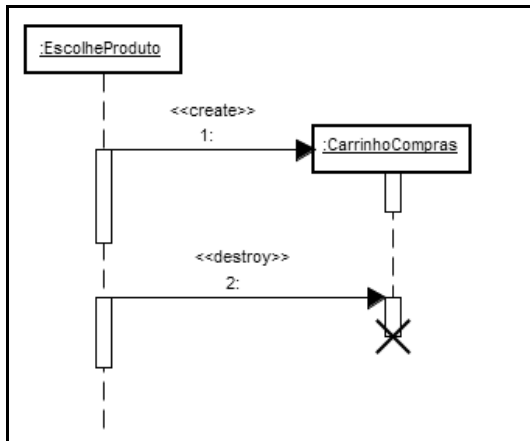 :EscolheProduto
<<create>>
1:
:CarrinhoCompras
<<destroy>>
2: